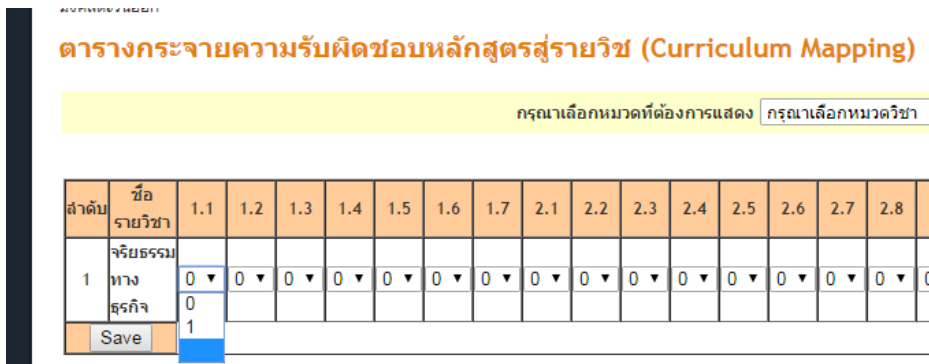 ตารางกระจายความรับผิดชอบหลักสูตรสู่รายวิช (Curriculum Mapping)
กรุณาเลือกหมวดที่ต้องการแสดง กรุณาเลือกหมวดวิชา
ลำดับ ชื่อ รายวิชา 1.1 1.2 1.3 1.4 1.5 1.6 1.7 2.1 2.2 2.3 2.4 2.5 2.6 2.7 2.8
1 จริยธรรม ทาง ธุรกิจ 0 0 0 0 0 0 0 0 0 0 0 0 0 0 0
0
1
Save